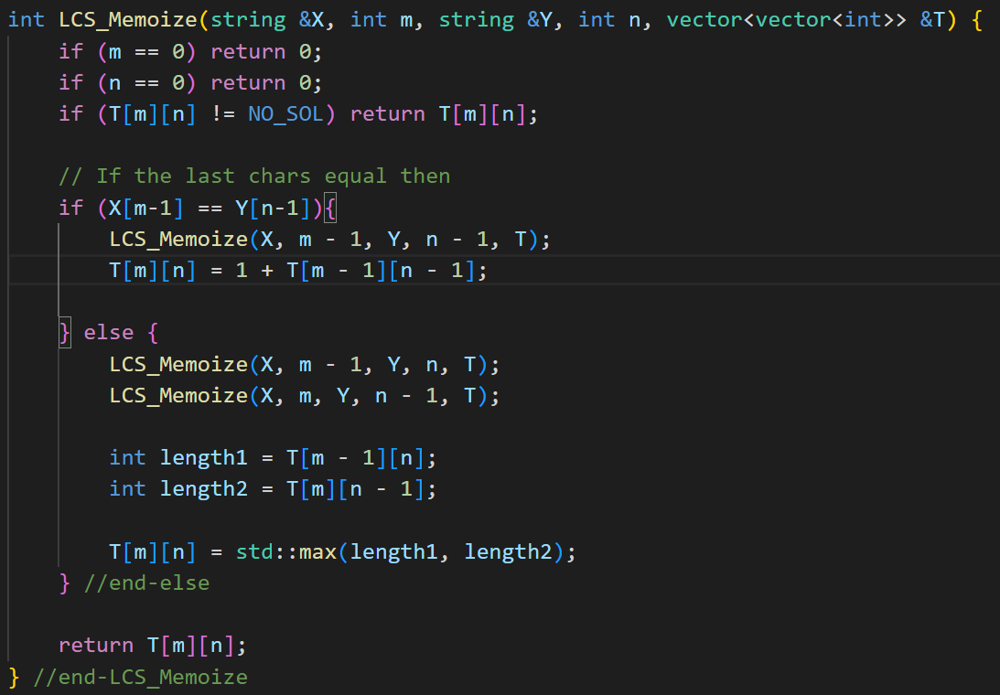 int LCS_Memoize(string &X, int m, string &Y, int n, vector<vector<int>> &T) {
    if (m == 0) return 0;
    if (n == 0) return 0;
    if (T[m][n] != NO_SOL) return T[m][n];

    // If the last chars equal then
    if (X[m-1] == Y[n-1]){
        LCS_Memoize(X, m - 1, Y, n - 1, T);
        T[m][n] = 1 + T[m - 1][n - 1];

    } else {
        LCS_Memoize(X, m - 1, Y, n, T);
        LCS_Memoize(X, m, Y, n - 1, T);

        int length1 = T[m - 1][n];
        int length2 = T[m][n - 1];

        T[m][n] = std::max(length1, length2);
    } //end-else

    return T[m][n];
} //end-LCS_Memoize